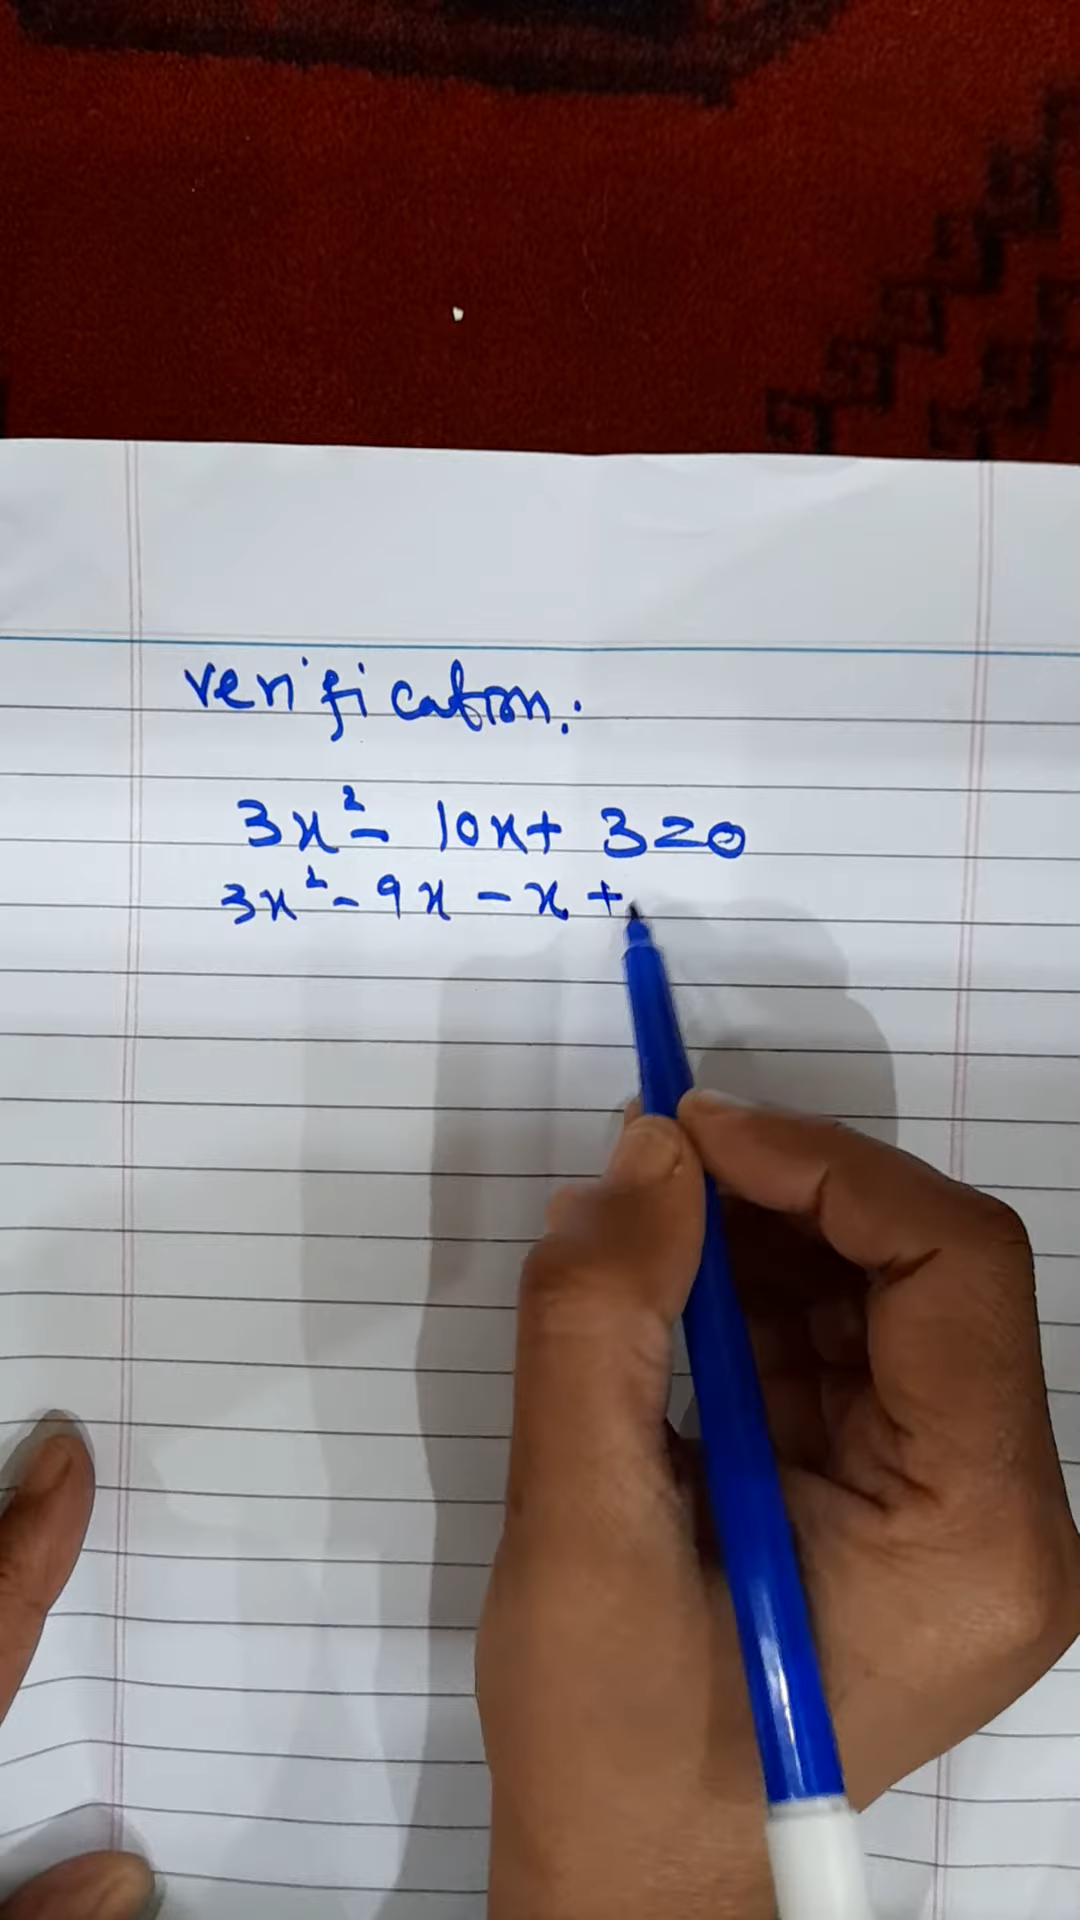 verification:
3x² - 10x + 3 = 0
3x² - 9x - x +